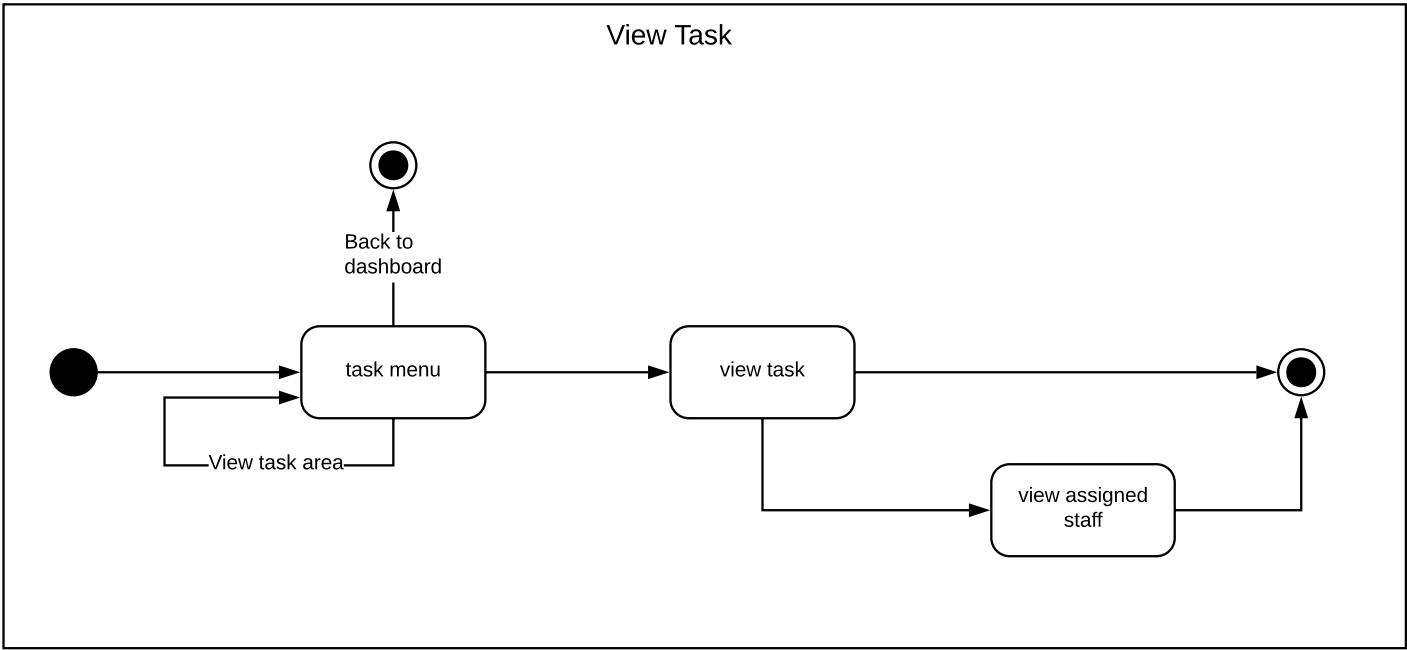 View Task
Back to
dashboard
task menu
view task
View task area
view assigned
staff